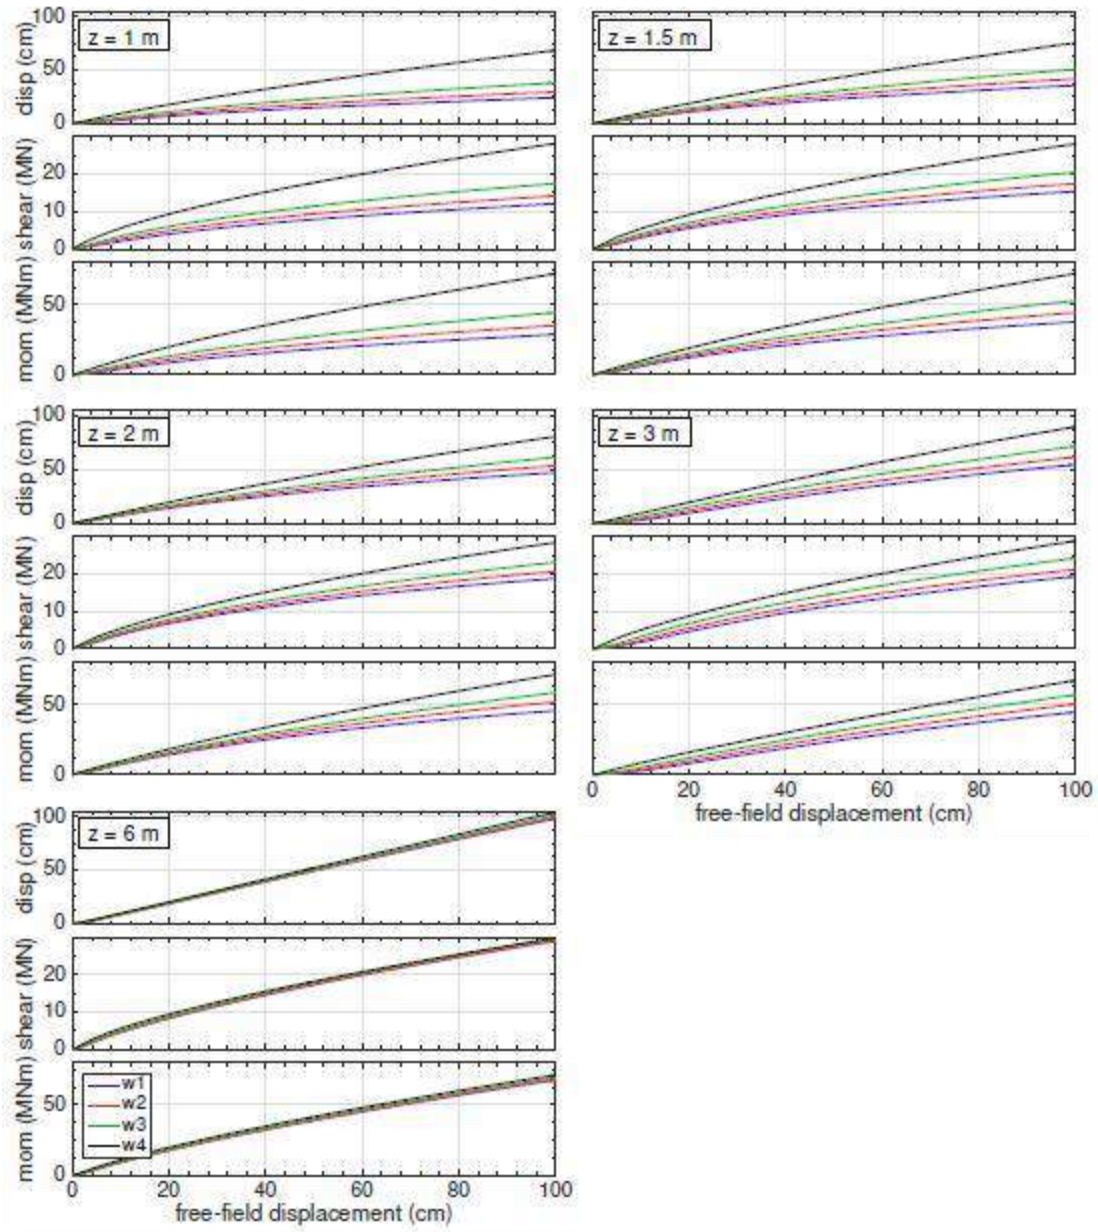 z = 1 m
disp (cm)
100
50
0
shear (MN)
20
10
0
mom (MNm)
50
0
z = 1.5 m
z = 2 m
disp (cm)
100
50
0
shear (MN)
20
10
0
mom (MNm)
50
0
z = 3 m
0 20 40 60 80 100
free-field displacement (cm)
z = 6 m
disp (cm)
100
50
0
shear (MN)
20
10
0
mom (MNm)
50
0
w1
w2
w3
w4
0 20 40 60 80 100
free-field displacement (cm)